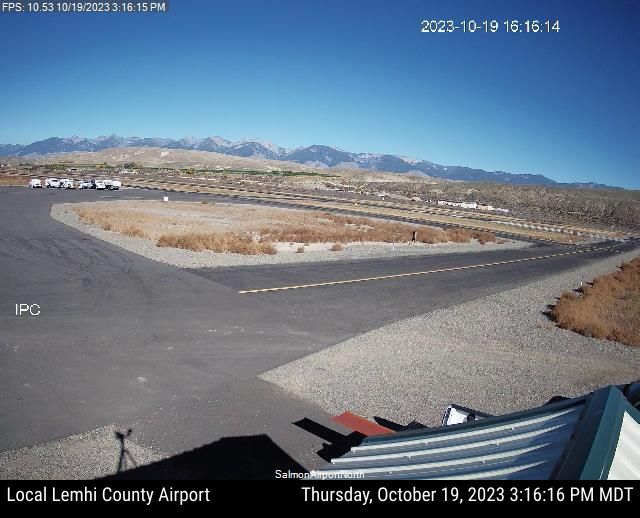 FPS: 10.53 10/19/2023 3:16:15 PM
2023-10-19 16:16:14
IPC
SalmonAirportNorth
Local Lemhi County Airport Thursday, October 19, 2023 3:16:16 PM MDT